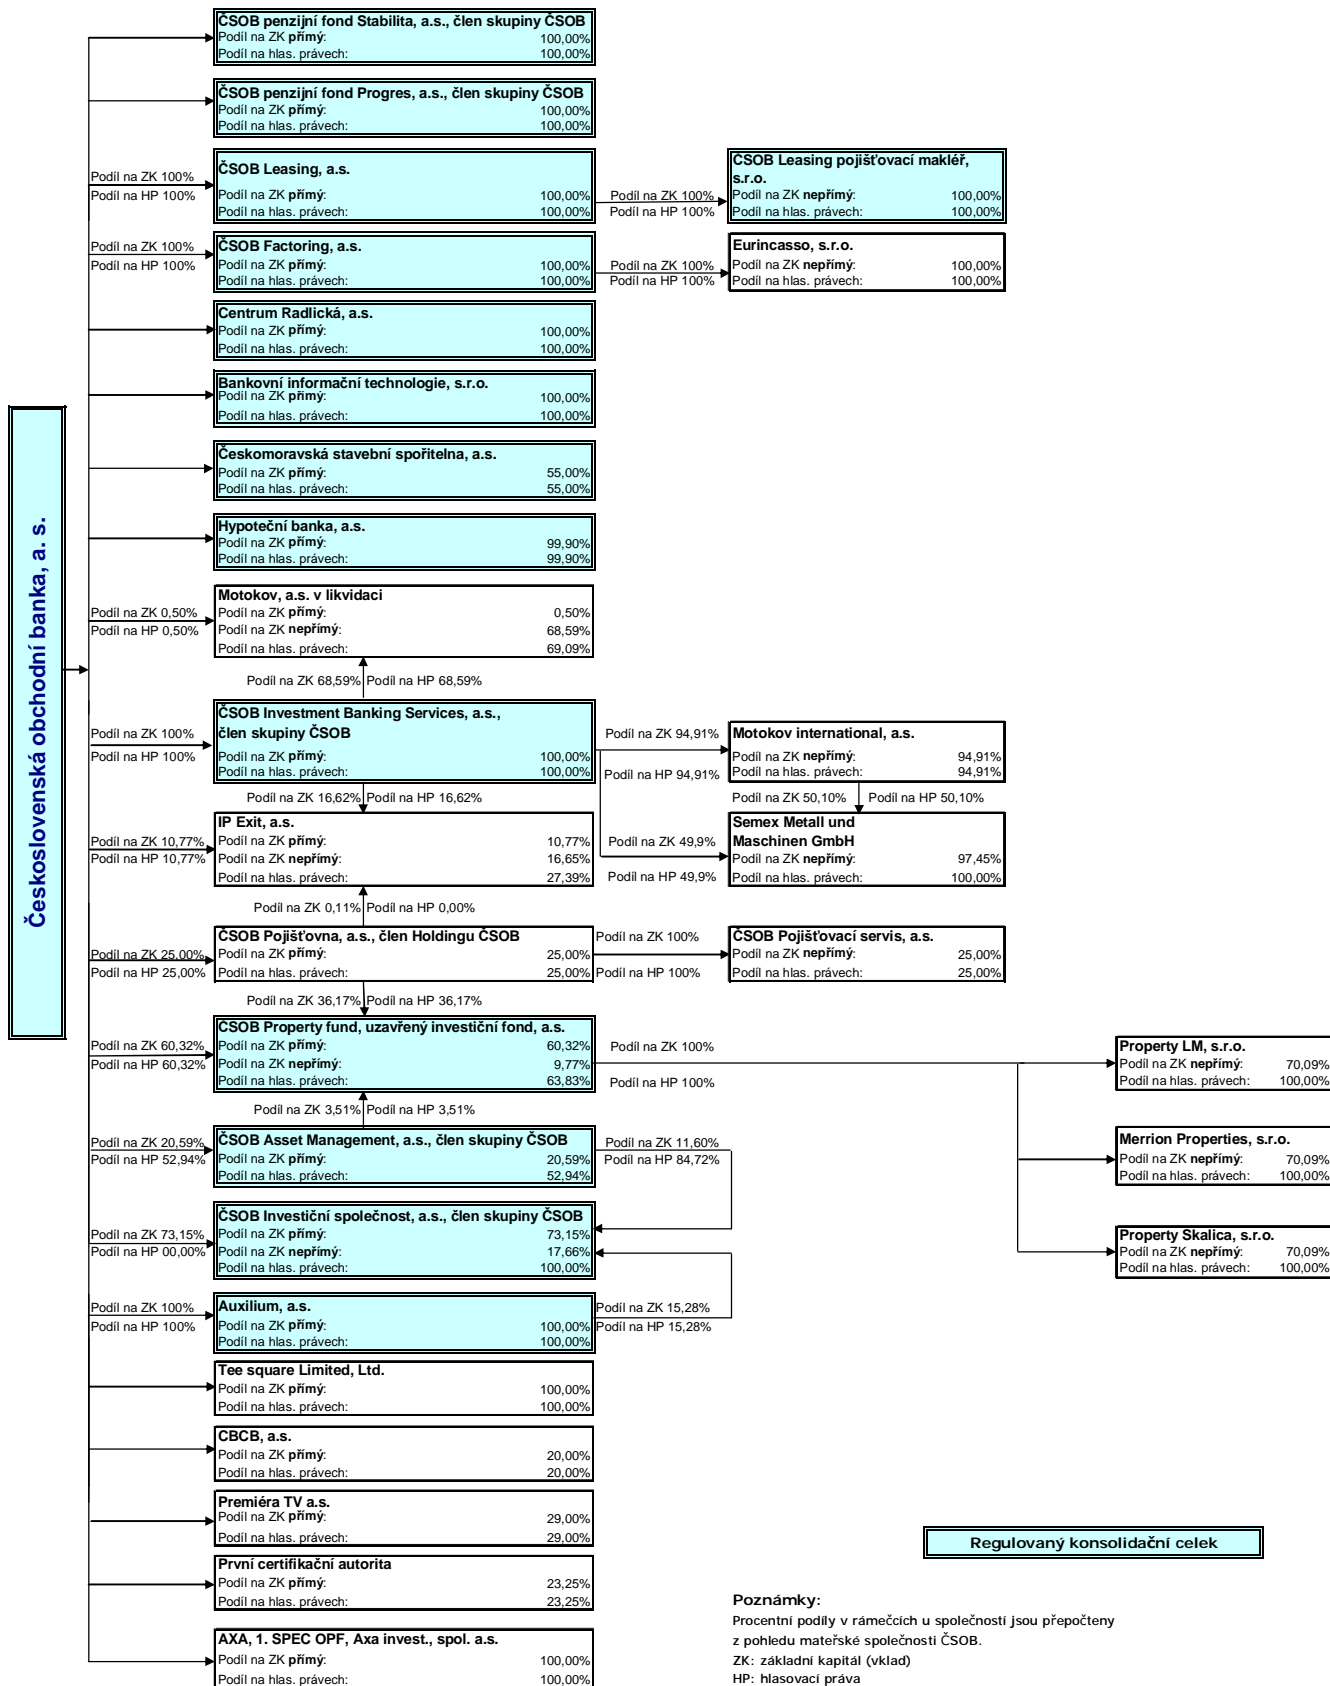 Československá obchodní banka, a. s.
ČSOB penzijní fond Stabilita, a.s., člen skupiny ČSOB
Podíl na ZK přímý: 100,00%
Podíl na hlas. právech: 100,00%
ČSOB penzijní fond Progres, a.s., člen skupiny ČSOB
Podíl na ZK přímý: 100,00%
Podíl na hlas. právech: 100,00%
Podíl na ZK 100%
Podíl na HP 100%
ČSOB Leasing, a.s.
Podíl na ZK přímý: 100,00%
Podíl na hlas. právech: 100,00%
Podíl na ZK 100%
Podíl na HP 100%
ČSOB Leasing pojišťovací makléř,
s.r.o.
Podíl na ZK nepřímý: 100,00%
Podíl na hlas. právech: 100,00%
Podíl na ZK 100%
Podíl na HP 100%
ČSOB Factoring, a.s.
Podíl na ZK přímý: 100,00%
Podíl na hlas. právech: 100,00%
Podíl na ZK 100%
Podíl na HP 100%
Eurincasso, s.r.o.
Podíl na ZK nepřímý: 100,00%
Podíl na hlas. právech: 100,00%
Centrum Radlická, a.s.
Podíl na ZK přímý: 100,00%
Podíl na hlas. právech: 100,00%
Bankovní informační technologie, s.r.o.
Podíl na ZK přímý: 100,00%
Podíl na hlas. právech: 100,00%
Českomoravská stavební spořitelna, a.s.
Podíl na ZK přímý: 55,00%
Podíl na hlas. právech: 55,00%
Hypoteční banka, a.s.
Podíl na ZK přímý: 99,90%
Podíl na hlas. právech: 99,90%
Podíl na ZK 0,50%
Podíl na HP 0,50%
Motokov, a.s. v likvidaci
Podíl na ZK přímý: 0,50%
Podíl na ZK nepřímý: 68,59%
Podíl na hlas. právech: 69,09%
Podíl na ZK 68,59% Podíl na HP 68,59%
Podíl na ZK 100%
Podíl na HP 100%
ČSOB Investment Banking Services, a.s.,
člen skupiny ČSOB
Podíl na ZK přímý: 100,00%
Podíl na hlas. právech: 100,00%
Podíl na ZK 94,91%
Podíl na HP 94,91%
Motokov international, a.s.
Podíl na ZK nepřímý: 94,91%
Podíl na hlas. právech: 94,91%
Podíl na ZK 16,62% Podíl na HP 16,62%
Podíl na ZK 50,10% Podíl na HP 50,10%
Podíl na ZK 10,77%
Podíl na HP 10,77%
IP Exit, a.s.
Podíl na ZK přímý: 10,77%
Podíl na ZK nepřímý: 16,65%
Podíl na hlas. právech: 27,39%
Podíl na ZK 49,9%
Podíl na HP 49,9%
Semex Metall und
Maschinen GmbH
Podíl na ZK nepřímý: 97,45%
Podíl na hlas. právech: 100,00%
Podíl na ZK 0,11% Podíl na HP 0,00%
Podíl na ZK 25,00%
Podíl na HP 25,00%
ČSOB Pojišťovna, a.s., člen Holdingu ČSOB
Podíl na ZK přímý: 25,00%
Podíl na hlas. právech: 25,00%
Podíl na ZK 100%
Podíl na HP 100%
ČSOB Pojišťovací servis, a.s.
Podíl na ZK nepřímý: 25,00%
Podíl na hlas. právech: 25,00%
Podíl na ZK 36,17% Podíl na HP 36,17%
Podíl na ZK 60,32%
Podíl na HP 60,32%
ČSOB Property fund, uzavřený investiční fond, a.s.
Podíl na ZK přímý: 60,32%
Podíl na ZK nepřímý: 9,77%
Podíl na hlas. právech: 63,83%
Podíl na ZK 100%
Podíl na HP 100%
Property LM, s.r.o.
Podíl na ZK nepřímý: 70,09%
Podíl na hlas. právech: 100,00%
Podíl na ZK 3,51% Podíl na HP 3,51%
Podíl na ZK 20,59%
Podíl na HP 52,94%
ČSOB Asset Management, a.s., člen skupiny ČSOB
Podíl na ZK přímý: 20,59%
Podíl na hlas. právech: 52,94%
Podíl na ZK 11,60%
Podíl na HP 84,72%
Merrion Properties, s.r.o.
Podíl na ZK nepřímý: 70,09%
Podíl na hlas. právech: 100,00%
Podíl na ZK 73,15%
Podíl na HP 00,00%
ČSOB Investiční společnost, a.s., člen skupiny ČSOB
Podíl na ZK přímý: 73,15%
Podíl na ZK nepřímý: 17,66%
Podíl na hlas. právech: 100,00%
Property Skalica, s.r.o.
Podíl na ZK nepřímý: 70,09%
Podíl na hlas. právech: 100,00%
Podíl na ZK 100%
Podíl na HP 100%
Auxilium, a.s.
Podíl na ZK přímý: 100,00%
Podíl na hlas. právech: 100,00%
Podíl na ZK 15,28%
Podíl na HP 15,28%
Tee square Limited, Ltd.
Podíl na ZK přímý: 100,00%
Podíl na hlas. právech: 100,00%
CBCB, a.s.
Podíl na ZK přímý: 20,00%
Podíl na hlas. právech: 20,00%
Premiéra TV a.s.
Podíl na ZK přímý: 29,00%
Podíl na hlas. právech: 29,00%
První certifikační autorita
Podíl na ZK přímý: 23,25%
Podíl na hlas. právech: 23,25%
AXA, 1. SPEC OPF, Axa invest., spol. a.s.
Podíl na ZK přímý: 100,00%
Podíl na hlas. právech: 100,00%
Regulovaný konsolidační celek
Poznámky:
Procentní podíly v rámečcích u společností jsou přepočteny
z pohledu mateřské společnosti ČSOB.
ZK: základní kapitál (vklad)
HP: hlasovací práva